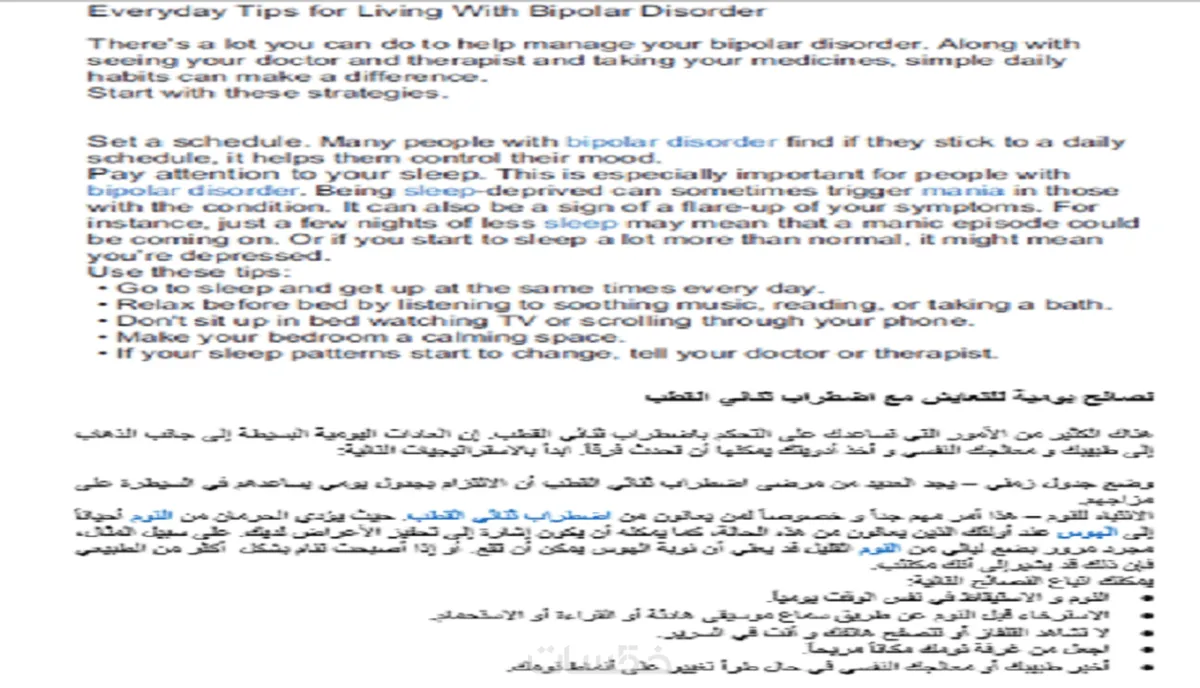 Everyday Tips for Living With Bipolar Disorder
There's a lot you can do to help manage your bipolar disorder. Along with
seeing your doctor and therapist and taking your medicines, simple daily
habits can make a difference.
Start with these strategies.
Set a schedule. Many people with bipolar disorder find if they stick to a daily
schedule, it helps them control their mood.
Pay attention to your sleep. This is especially important for people with
bipolar disorder. Being sleep-deprived can sometimes trigger mania in those
with the condition. It can also be a sign of a flare-up of your symptoms. For
instance, just a few nights of less sleep may mean that a manic episode could
be coming on. Or if you start to sleep a lot more than normal, it might mean
you're depressed.
Use these tips:
• Go to sleep and get up at the same times every day.
• Relax before bed by listening to soothing music, reading, or taking a bath.
• Don't sit up in bed watching TV or scrolling through your phone.
• Make your bedroom a calming space.
• If your sleep patterns start to change, tell your doctor or therapist.
نصائح يومية للتعايش مع اضطراب ثنائي القطب
هناك الكثير من الأمور التي تساعدك على التحكم باضطراب ثنائي القطب. إن العادات اليومية البسيطة إلى جانب الذهاب
إلى طبيبك و معالجك النفسي و أخذ أدويتك يمكنها أن تحدث فرقاً. ابدأ بالاستراتيجيات التالية:
وضع جدول زمني – يجد العديد من مرضى اضطراب ثنائي القطب أن الالتزام بجدول يومي يساعدهم في السيطرة على
مزاجهم.
الانتباه للنوم – هذا أمر مهم جداً و خصوصاً لمن يعانون من اضطراب ثنائي القطب. حيث يؤدي الحرمان من النوم أحياناً
إلى الهوس عند أولئك الذين يعانون من هذه الحالة، كما يمكنه أن يكون إشارة إلى تحفيز الأعراض لديك. على سبيل المثال،
مجرد مرور بضع ليالي من النوم القليل قد يعني أن نوبة الهوس يمكن أن تقع. أو إذا أصبحت تنام بشكل أكثر من الطبيعي
فإن ذلك قد يشير إلى أنك مكتئب.
يمكنك اتباع النصائح التالية:
• النوم و الاستيقاظ في نفس الوقت يومياً.
• الاسترخاء قبل النوم عن طريق سماع موسيقى هادئة أو القراءة أو الاستحمام.
• لا تشاهد التلفاز أو تتصفح هاتفك و أنت في السرير.
• اجعل من غرفة نومك مكاناً مريحاً.
• أخبر طبيبك أو معالجك النفسي في حال طرأ تغيير على أنماط نومك.
خمسات